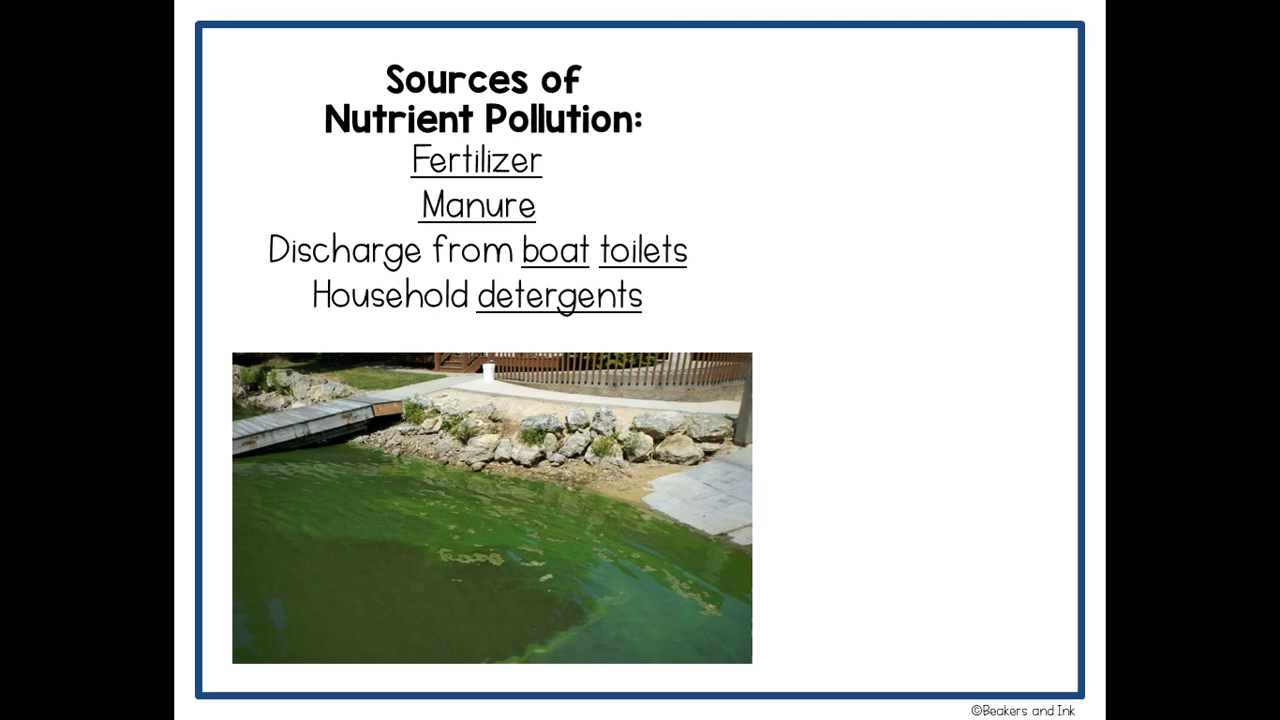 Sources of
Nutrient Pollution:
Fertilizer
Manure
Discharge from boat toilets
Household detergents
©Beakers and Ink